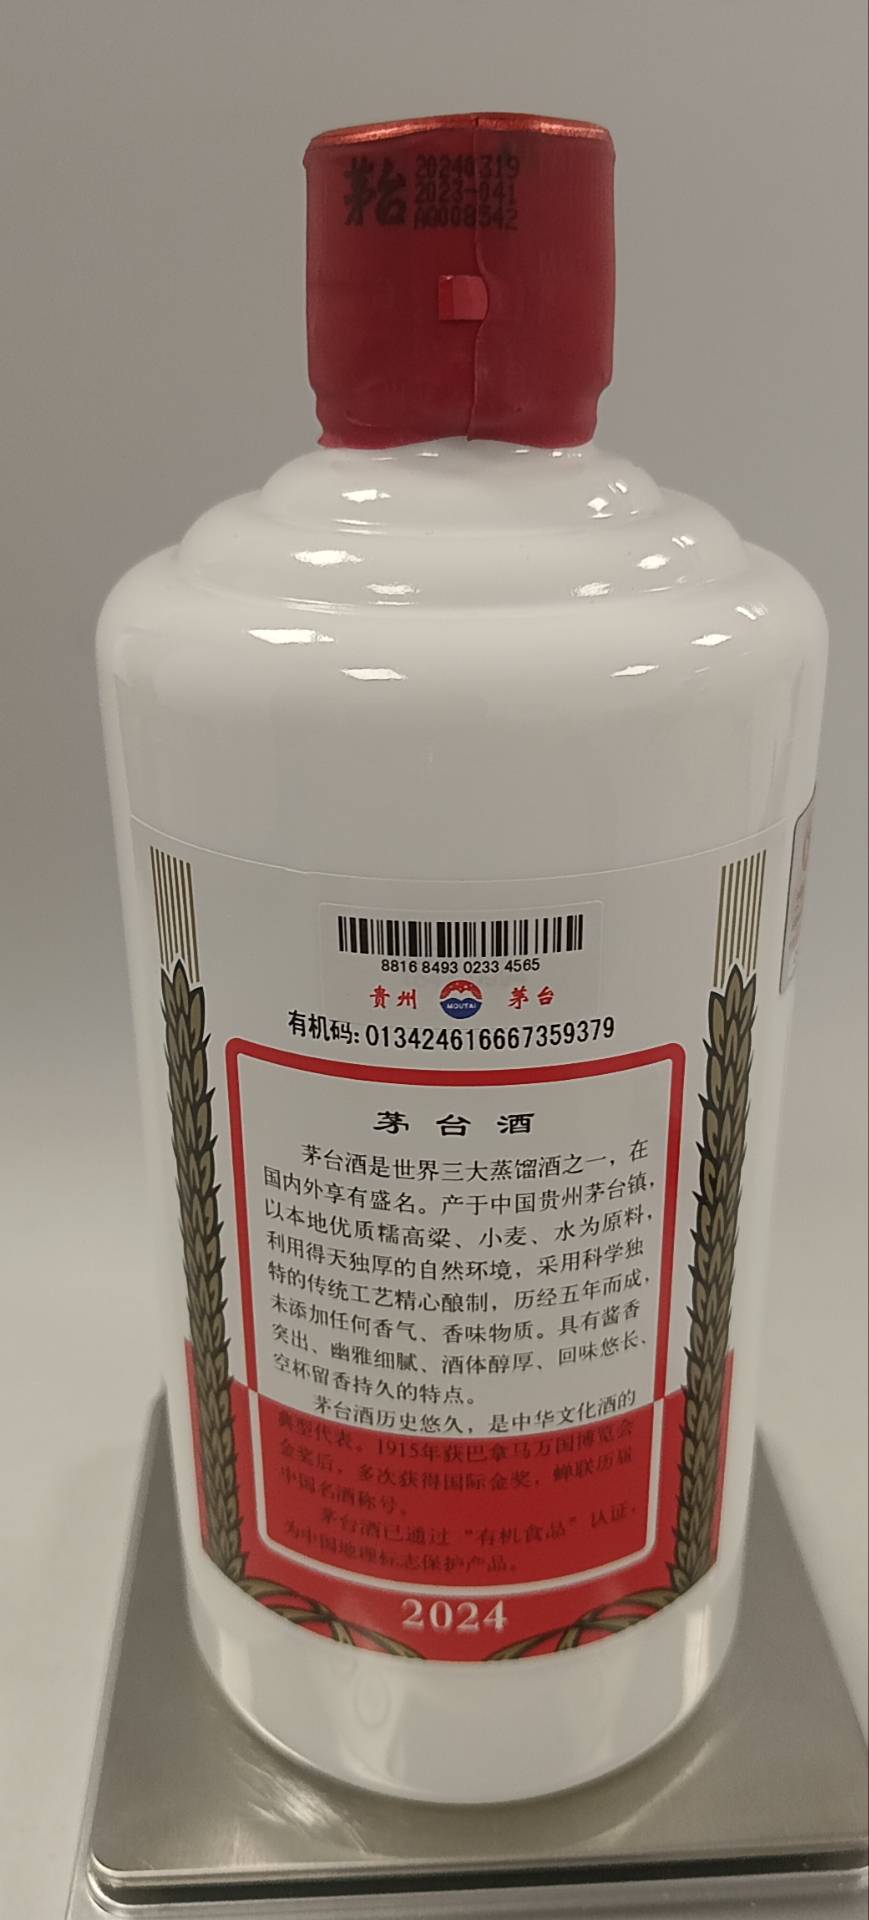 茅台
20240319
2023-041
AQ008542
8816 8493 0233 4565
贵州 MOUTAI 茅台
有机码: 013424616667359379
茅台酒
茅台酒是世界三大蒸馏酒之一，在
国内外享有盛名。产于中国贵州茅台镇，
以本地优质糯高粱、小麦、水为原料，
利用得天独厚的自然环境，采用科学独
特的传统工艺精心酿制，历经五年而成，
未添加任何香气、香味物质。具有酱香
突出、幽雅细腻、酒体醇厚、回味悠长、
空杯留香持久的特点。
茅台酒历史悠久，是中华文化酒的
典型代表。1915年获巴拿马万国博览会
金奖后，多次获得国际金奖，蝉联历届
中国名酒称号。
茅台酒已通过“有机食品”认证，
为中国地理标志保护产品。
2024